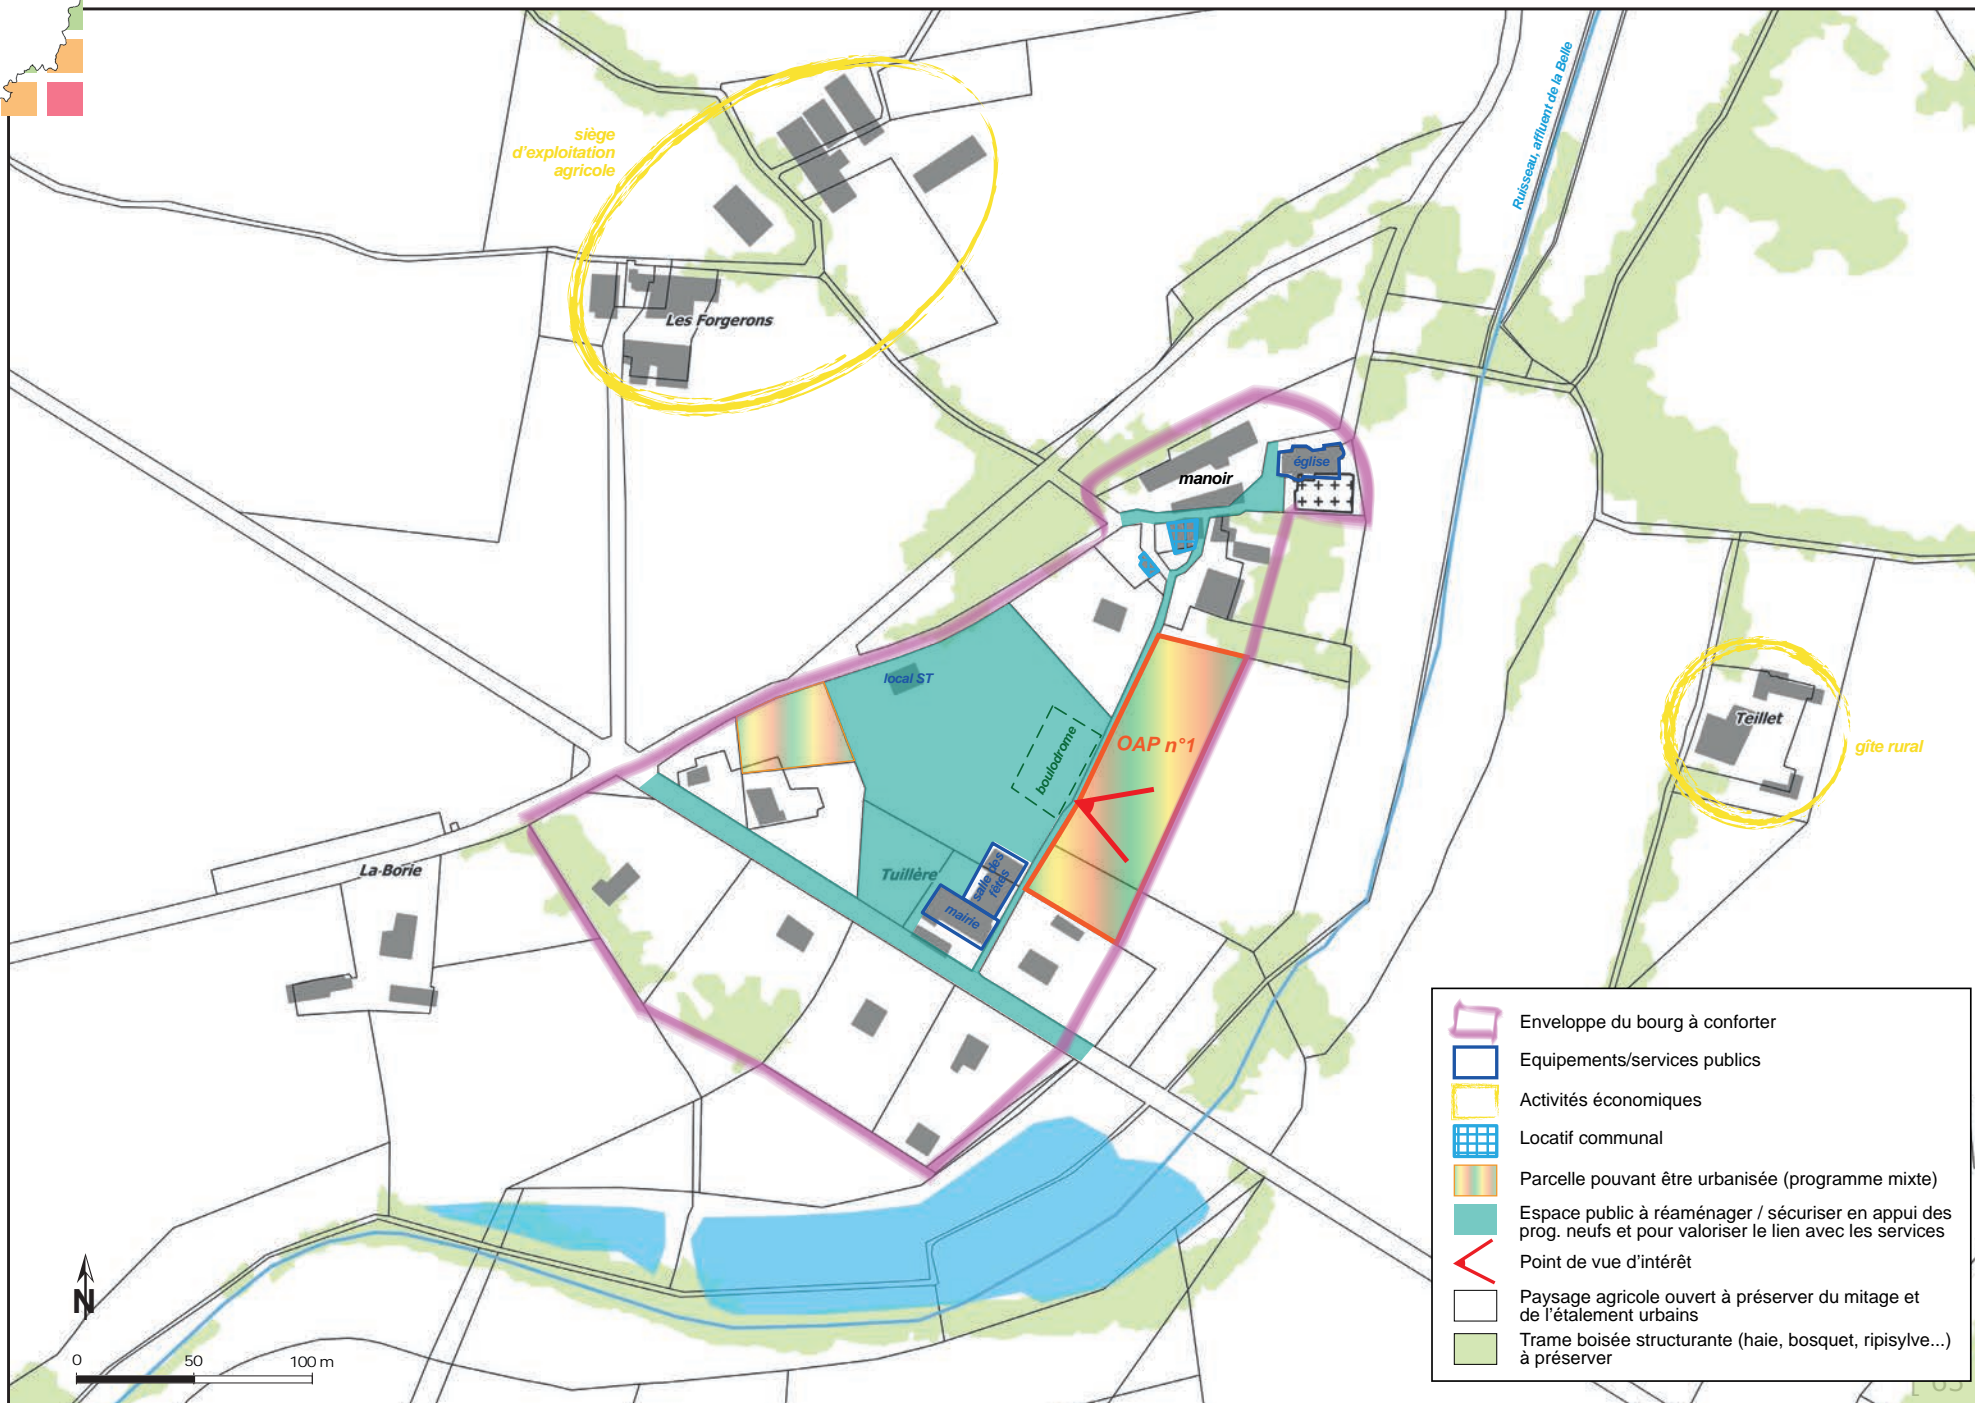 siège
d'exploitation
agricole
Les Forgerons
Ruisseau, affluent de la Belle
église
manoir
local ST
boulodrome
OAP n°1
Teillet
gîte rural
La-Borie
Tuillère
salle des
fêtes
mairie
Enveloppe du bourg à conforter
Equipements/services publics
Activités économiques
Locatif communal
Parcelle pouvant être urbanisée (programme mixte)
Espace public à réaménager / sécuriser en appui des
prog. neufs et pour valoriser le lien avec les services
Point de vue d'intérêt
Paysage agricole ouvert à préserver du mitage et
de l'étalement urbains
Trame boisée structurante (haie, bosquet, ripisylve...)
à préserver
N
0 50 100 m